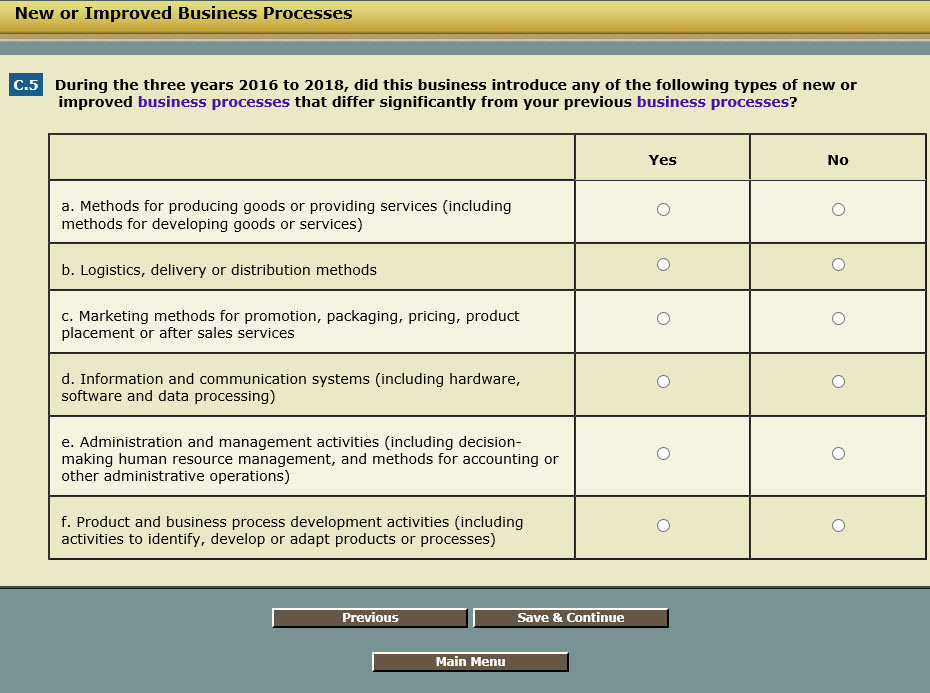 New or Improved Business Processes
C.5 During the three years 2016 to 2018, did this business introduce any of the following types of new or
improved business processes that differ significantly from your previous business processes?
Yes No
a. Methods for producing goods or providing services (including
methods for developing goods or services)
b. Logistics, delivery or distribution methods
c. Marketing methods for promotion, packaging, pricing, product
placement or after sales services
d. Information and communication systems (including hardware,
software and data processing)
e. Administration and management activities (including decision-
making human resource management, and methods for accounting or
other administrative operations)
f. Product and business process development activities (including
activities to identify, develop or adapt products or processes)
Previous Save & Continue
Main Menu